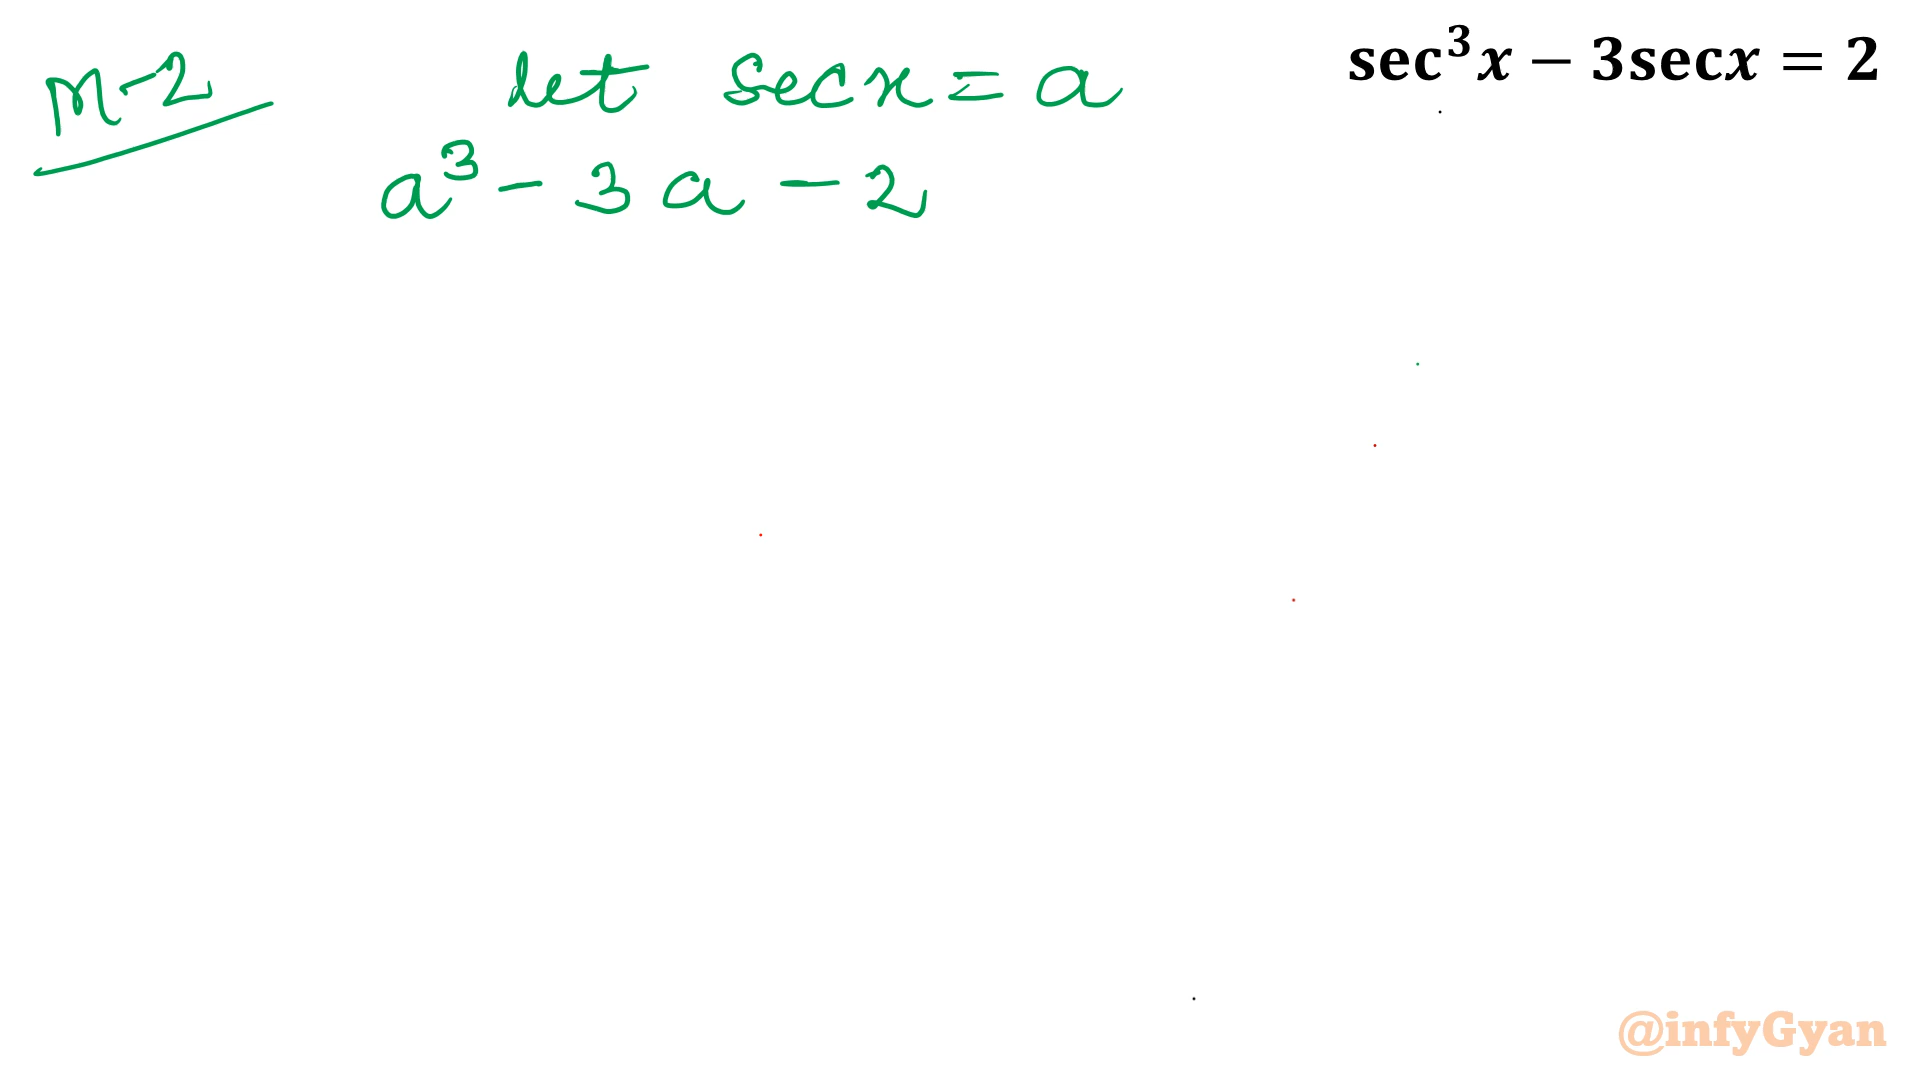 sec³x − 3secx = 2
M-2
let secx = a
a³ - 3a - 2
@infyGyan